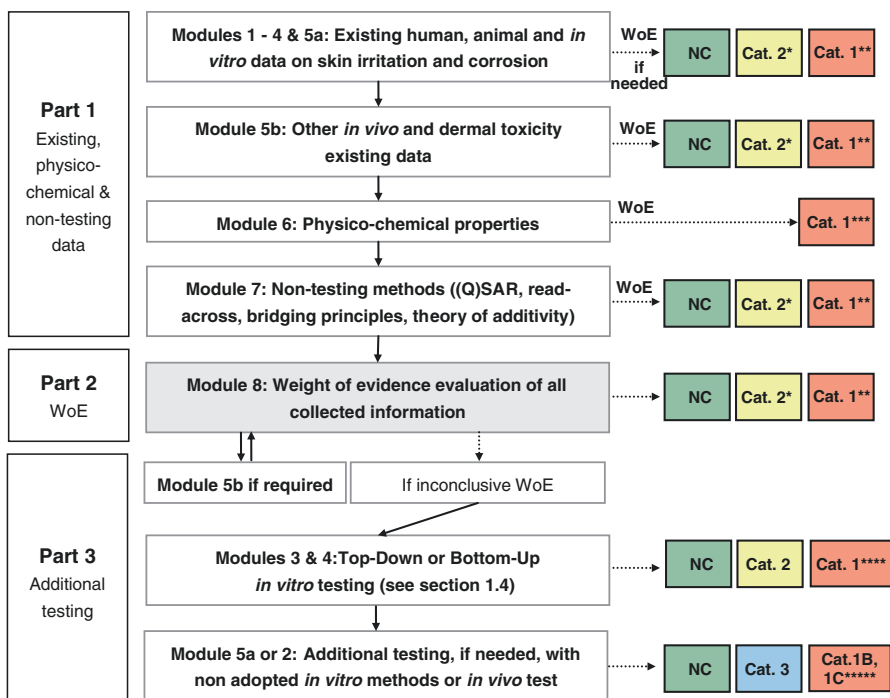 Part 1
Existing,
physico-
chemical &
non-testing
data
Modules 1 - 4 & 5a: Existing human, animal and in
vitro data on skin irritation and corrosion
WoE
if
needed
NC
Cat. 2*
Cat. 1**
Module 5b: Other in vivo and dermal toxicity
existing data
WoE
NC
Cat. 2*
Cat. 1**
Module 6: Physico-chemical properties
WoE
Cat. 1***
Module 7: Non-testing methods ((Q)SAR, read-
across, bridging principles, theory of additivity)
WoE
NC
Cat. 2*
Cat. 1**
Part 2
WoE
Module 8: Weight of evidence evaluation of all
collected information
NC
Cat. 2*
Cat. 1**
Part 3
Additional
testing
Module 5b if required
If inconclusive WoE
Modules 3 & 4:Top-Down or Bottom-Up
in vitro testing (see section 1.4)
NC
Cat. 2
Cat. 1****
Module 5a or 2: Additional testing, if needed, with
non adopted in vitro methods or in vivo test
NC
Cat. 3
Cat.1B,
1C*****